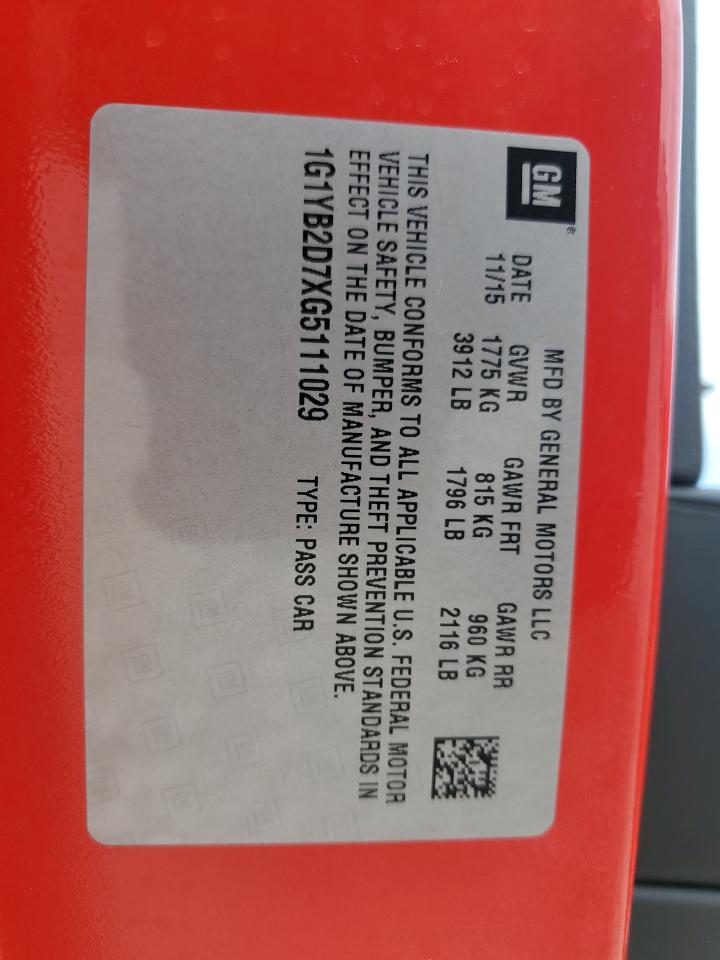 GM®
MFD BY GENERAL MOTORS LLC
DATE GVWR GAWR FRT GAWR RR
11/15 1775 KG 815 KG 960 KG
3912 LB 1796 LB 2116 LB
THIS VEHICLE CONFORMS TO ALL APPLICABLE U.S. FEDERAL MOTOR
VEHICLE SAFETY, BUMPER, AND THEFT PREVENTION STANDARDS IN
EFFECT ON THE DATE OF MANUFACTURE SHOWN ABOVE.
1G1YB2D7XG5111029 TYPE: PASS CAR